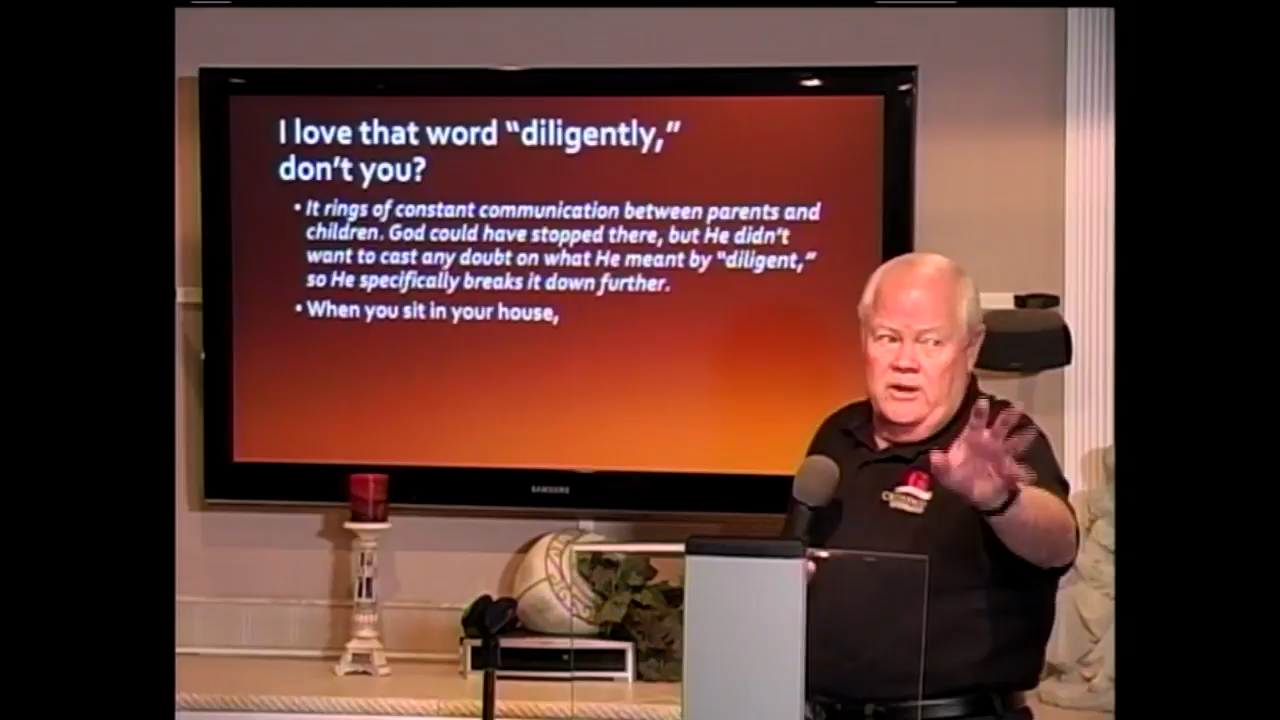 I love that word “diligently,”
don’t you?
• It rings of constant communication between parents and
children. God could have stopped there, but He didn’t
want to cast any doubt on what He meant by “diligent,”
so He specifically breaks it down further.
• When you sit in your house,
SAMSUNG